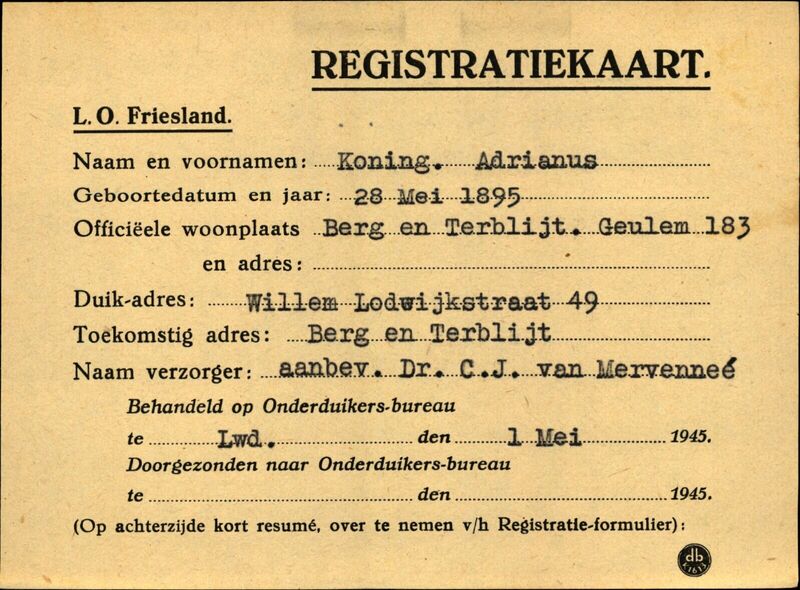 REGISTRATIEKAART.
L. O. Friesland.
Naam en voornamen: Koning. Adrianus
Geboortedatum en jaar: 28 Mei 1895
Officiëele woonplaats Berg en Terblijt. Geulem 183
en adres:
Duik-adres: Willem Lodwijkstraat 49
Toekomstig adres: Berg en Terblijt
Naam verzorger: aanbev. Dr. C.J. van Mervenneé
Behandeld op Onderduikers-bureau
te Lwd. den 1 Mei 1945.
Doorgezonden naar Onderduikers-bureau
te den 1945.
(Op achterzijde kort resumé, over te nemen v/h Registratie-formulier):
db
K 1613